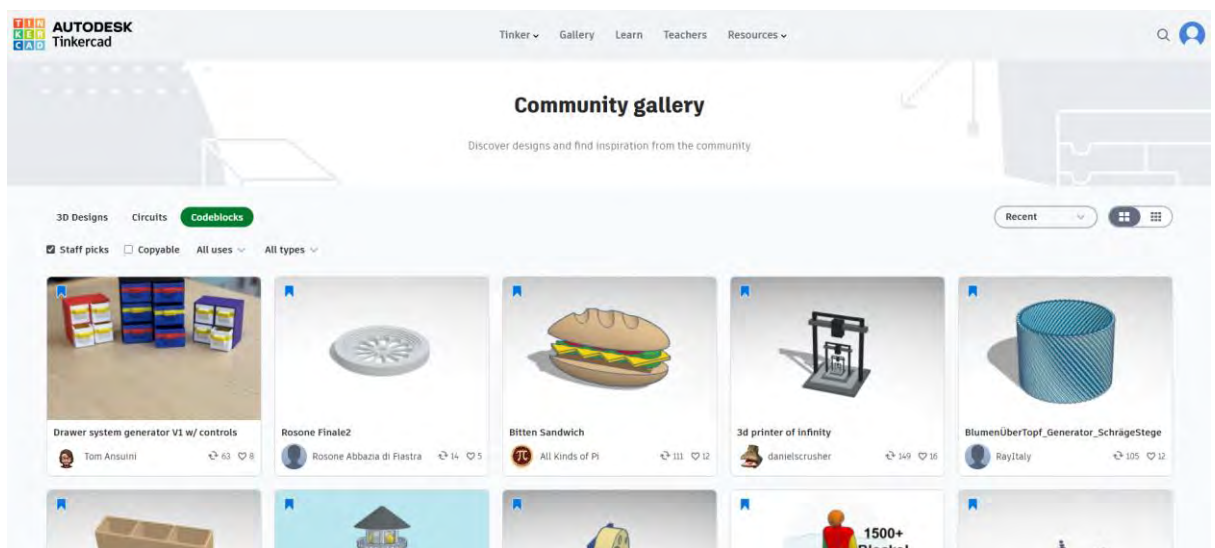 TIN
KER
CAD
AUTODESK
Tinkercad
Tinker Gallery Learn Teachers Resources
Community gallery
Discover designs and find inspiration from the community
3D Designs Circuits Codeblocks
Recent
Staff picks Copyable All uses All types
Drawer system generator V1 w/ controls
Tom Ansuini 63 8
Rosone Finale2
Rosone Abbazia di Fiastra 14 5
Bitten Sandwich
π All Kinds of Pi 111 12
3d printer of infinity
danielscrusher 149 16
BlumenÜberTopf_Generator_SchrägeStege
RayItaly 105 12
1500+